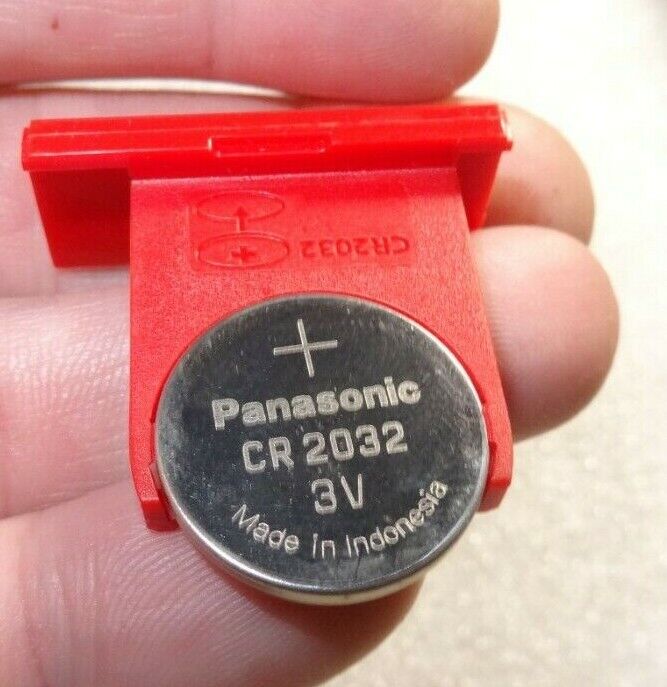 CR2032
+
+
Panasonic
CR 2032
3V
Made in Indonesia